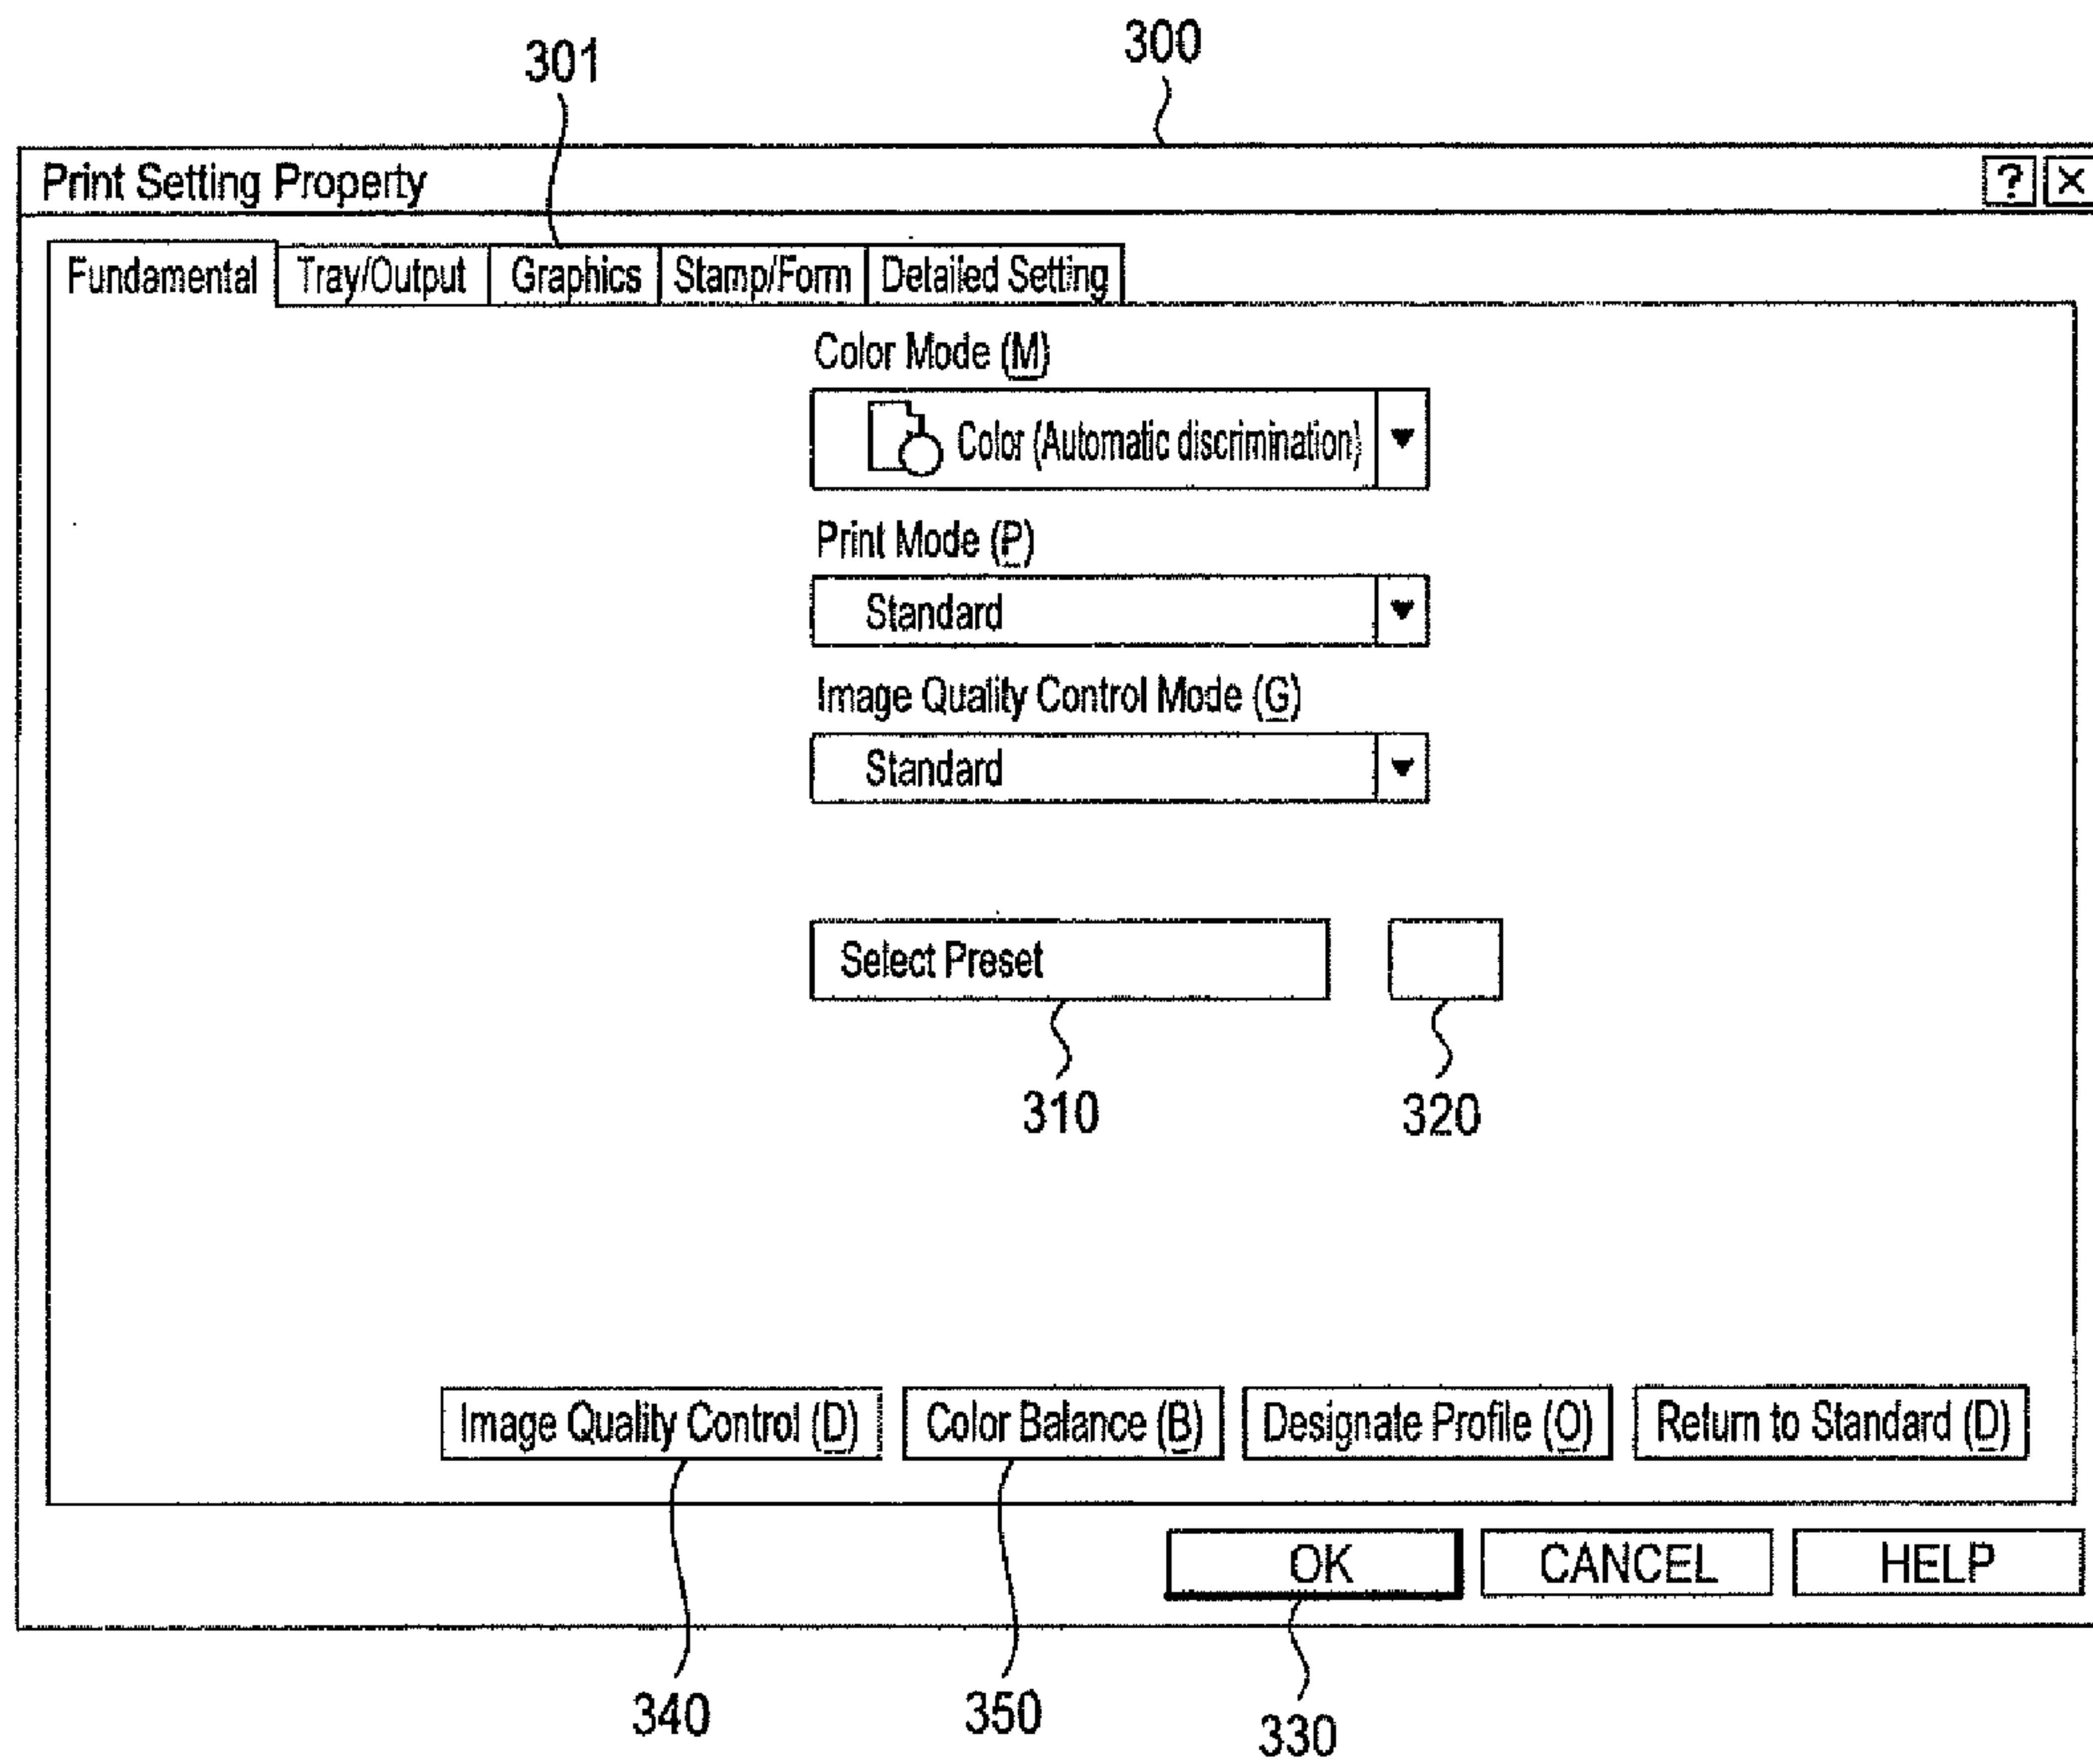 301
300
Print Setting Property ? X
Fundamental Tray/Output Graphics Stamp/Form Detailed Setting
Color Mode (M)
Color (Automatic discrimination)
Print Mode (P)
Standard
Image Quality Control Mode (G)
Standard
Select Preset
310
320
Image Quality Control (D) Color Balance (B) Designate Profile (O) Return to Standard (D)
OK CANCEL HELP
340
350
330